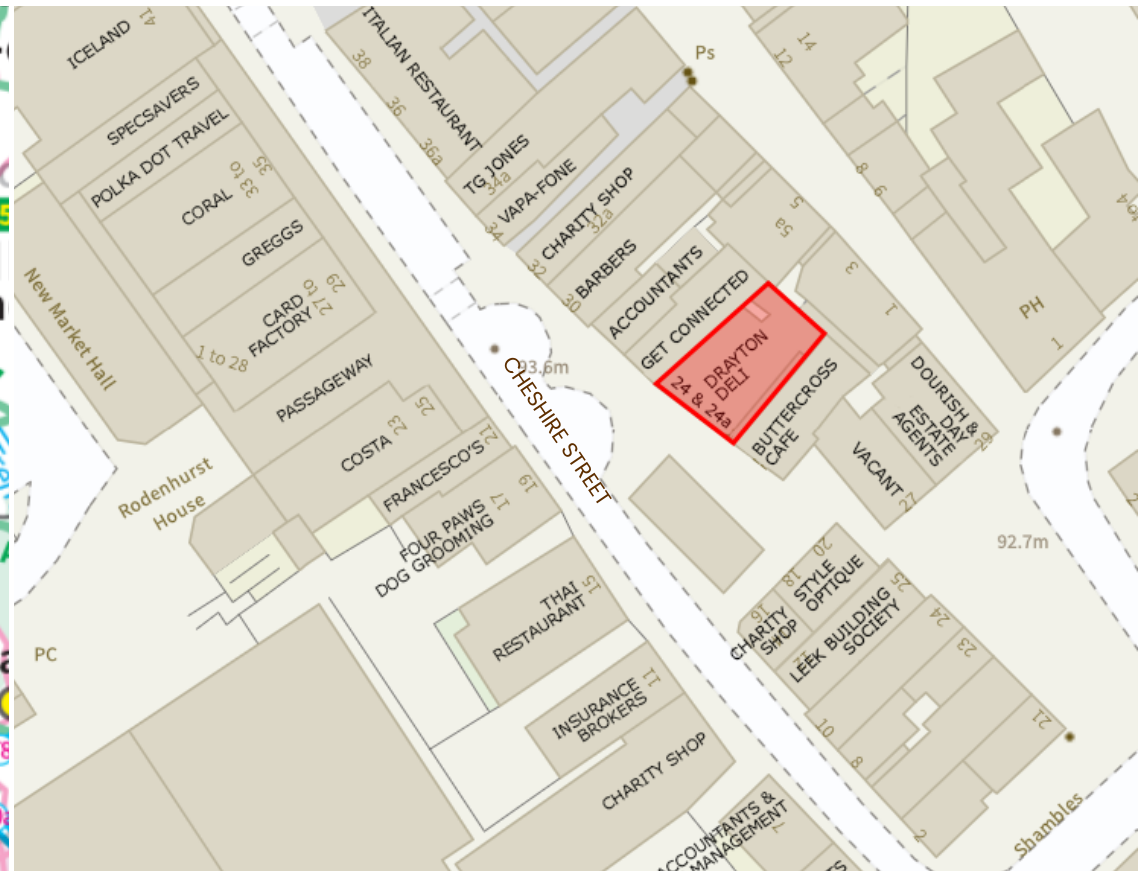 ICELAND
41
ITALIAN RESTAURANT
38
36
36a
Ps
14
12
SPECSAVERS
POLKA DOT TRAVEL
CORAL
33 to
35
TG JONES
34a
VAPA-FONE
34
CHARITY SHOP
32a
32
BARBERS
30
ACCOUNTANTS
GET CONNECTED
5
5a
3
1
8
6
PH
1
GREGGS
CARD
FACTORY
27 to
29
1 to 28
New Market Hall
PASSAGEWAY
93.6m
CHESHIRE STREET
DRAYTON
DELI
24 & 24a
BUTTERCROSS
CAFE
DOURISH &
DAY
ESTATE
AGENTS
29
VACANT
27
COSTA
23
25
FRANCESCO'S
21
19
FOUR PAWS
DOG GROOMING
17
Rodenhurst
House
92.7m
THAI
RESTAURANT
15
20
18
STYLE
OPTIQUE
16
CHARITY
SHOP
12
LEEK BUILDING
SOCIETY
25
24
23
21
10
8
2
PC
INSURANCE
BROKERS
11
CHARITY SHOP
ACCOUNTANTS &
MANAGEMENT
7
Shambles